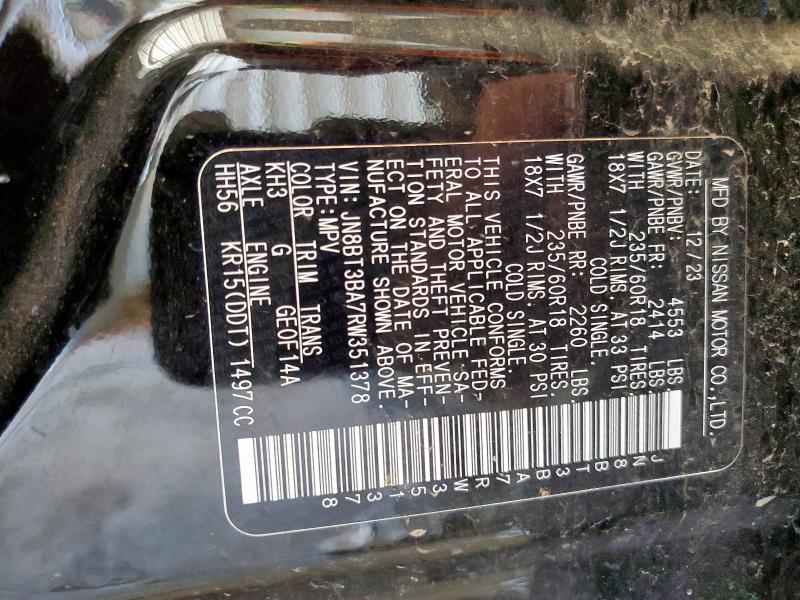 MFD BY NISSAN MOTOR CO.,LTD.
DATE: 12/23
GVWR/PNBV: 4553 LBS
GAWR/PNBE FR: 2414 LBS
WITH 235/60R18 TIRES.
18X7 1/2J RIMS. AT 33 PSI
COLD SINGLE.
GAWR/PNBE RR: 2260 LBS
WITH 235/60R18 TIRES.
18X7 1/2J RIMS. AT 30 PSI
COLD SINGLE.
THIS VEHICLE CONFORMS
TO ALL APPLICABLE FED-
ERAL MOTOR VEHICLE SA-
FETY AND THEFT PREVEN-
TION STANDARDS IN EFF-
ECT ON THE DATE OF MA-
NUFACTURE SHOWN ABOVE.
VIN: JN8BT3BA7RW351378
TYPE: MPV
COLOR TRIM TRANS
KH3 G GE0F14A
AXLE ENGINE
HH56 KR15(DDT) 1497CC
JN8BT3BA7RW351378